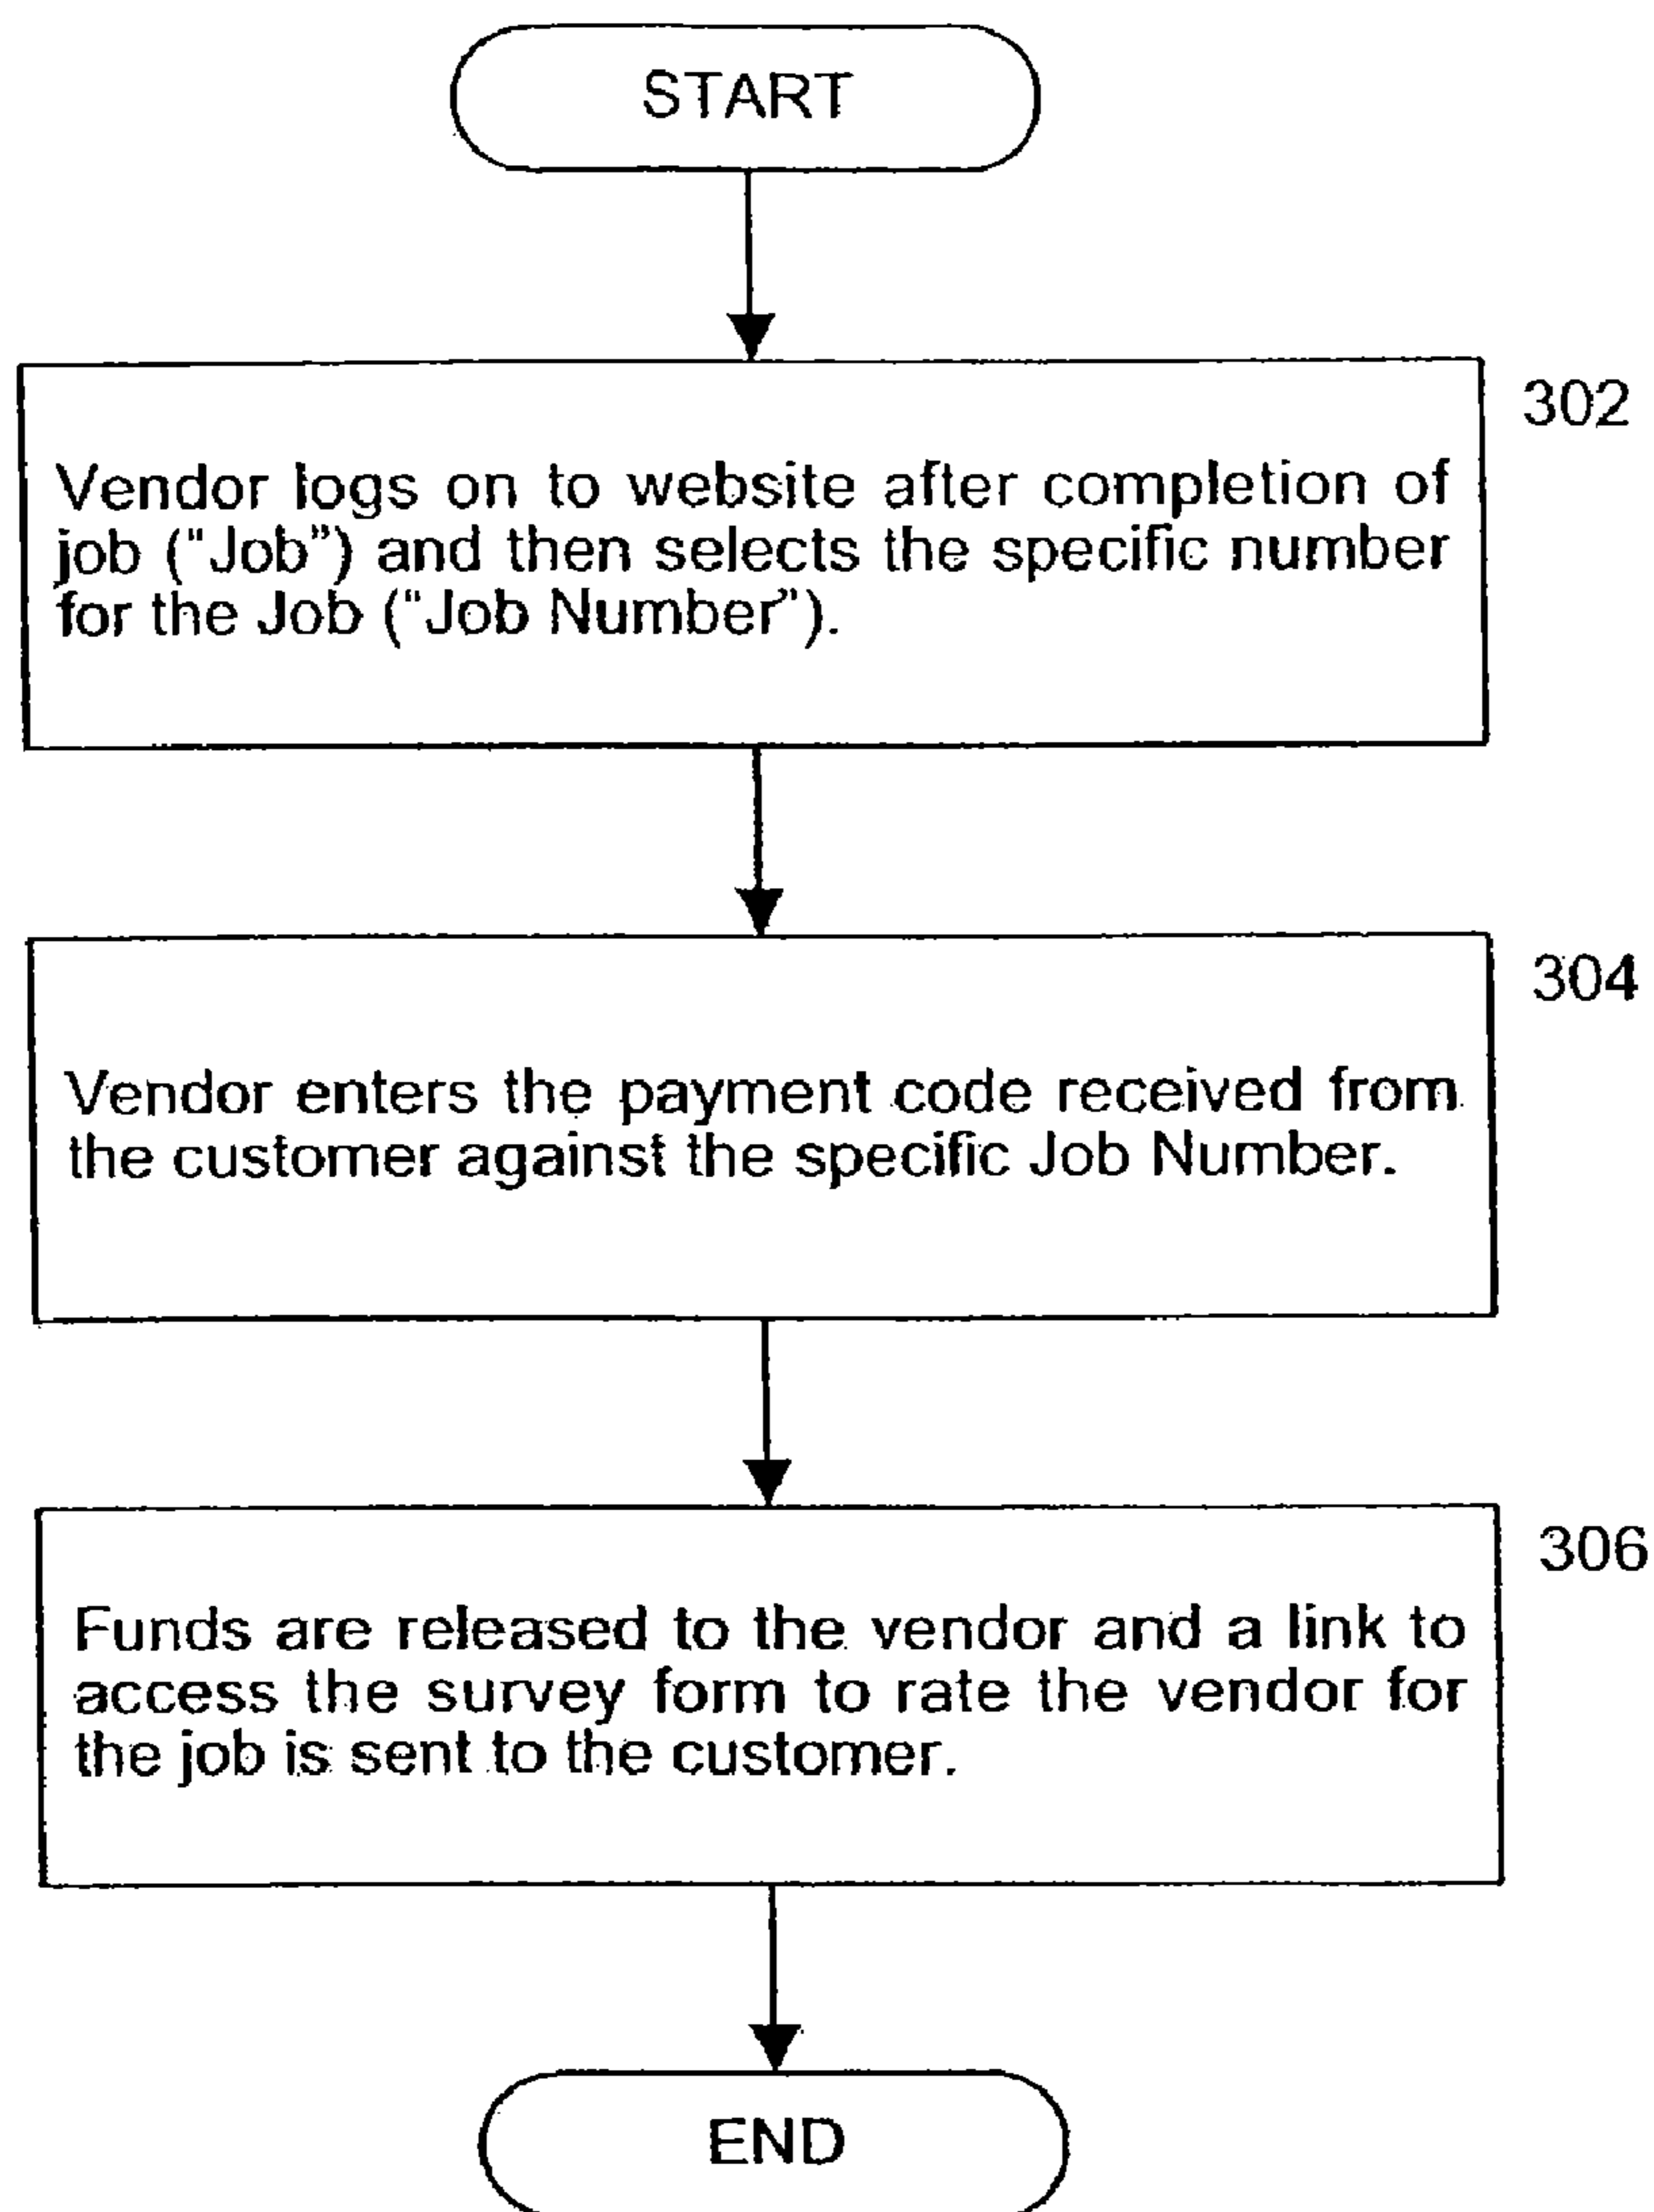 START
302
Vendor logs on to website after completion of
job ("Job") and then selects the specific number
for the Job ("Job Number").
304
Vendor enters the payment code received from
the customer against the specific Job Number.
306
Funds are released to the vendor and a link to
access the survey form to rate the vendor for
the job is sent to the customer.
END